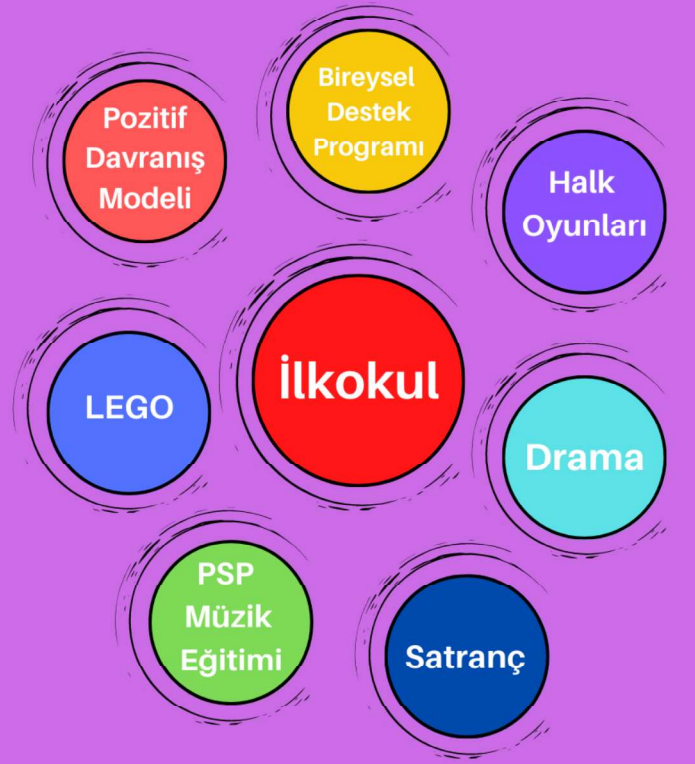 Pozitif
Davranış
Modeli
Bireysel
Destek
Programı
Halk
Oyunları
LEGO
İlkokul
Drama
PSP
Müzik
Eğitimi
Satranç